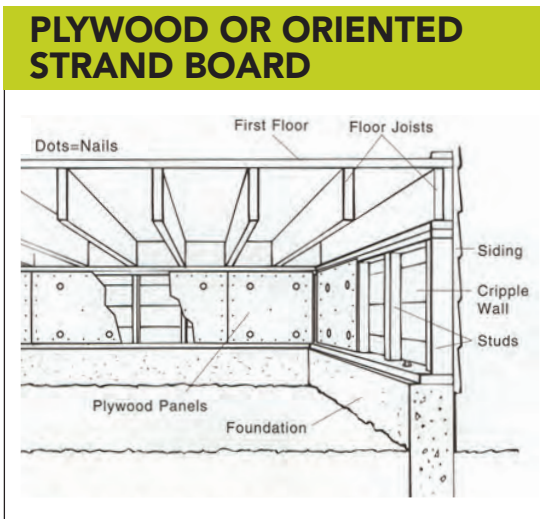 PLYWOOD OR ORIENTED
STRAND BOARD
First Floor
Floor Joists
Dots=Nails
Siding
Cripple
Wall
Studs
Plywood Panels
Foundation